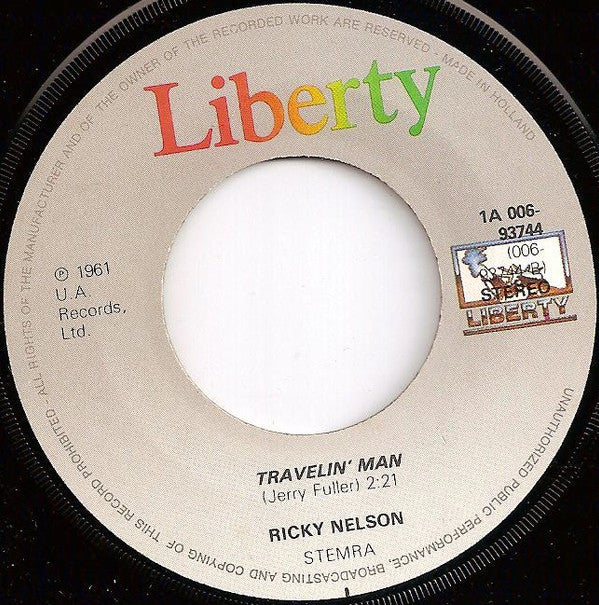 Liberty
1A 006-
93744
(006-
93744B)
STEREO
LIBERTY
℗ 1961
U.A.
Records,
Ltd.
TRAVELIN' MAN
(Jerry Fuller) 2:21
RICKY NELSON
STEMRA
ALL RIGHTS OF THE MANUFACTURER AND OF THE OWNER OF THE RECORDED WORK ARE RESERVED - MADE IN HOLLAND
UNAUTHORIZED PUBLIC PERFORMANCE, BROADCASTING AND COPYING OF THIS RECORD PROHIBITED -